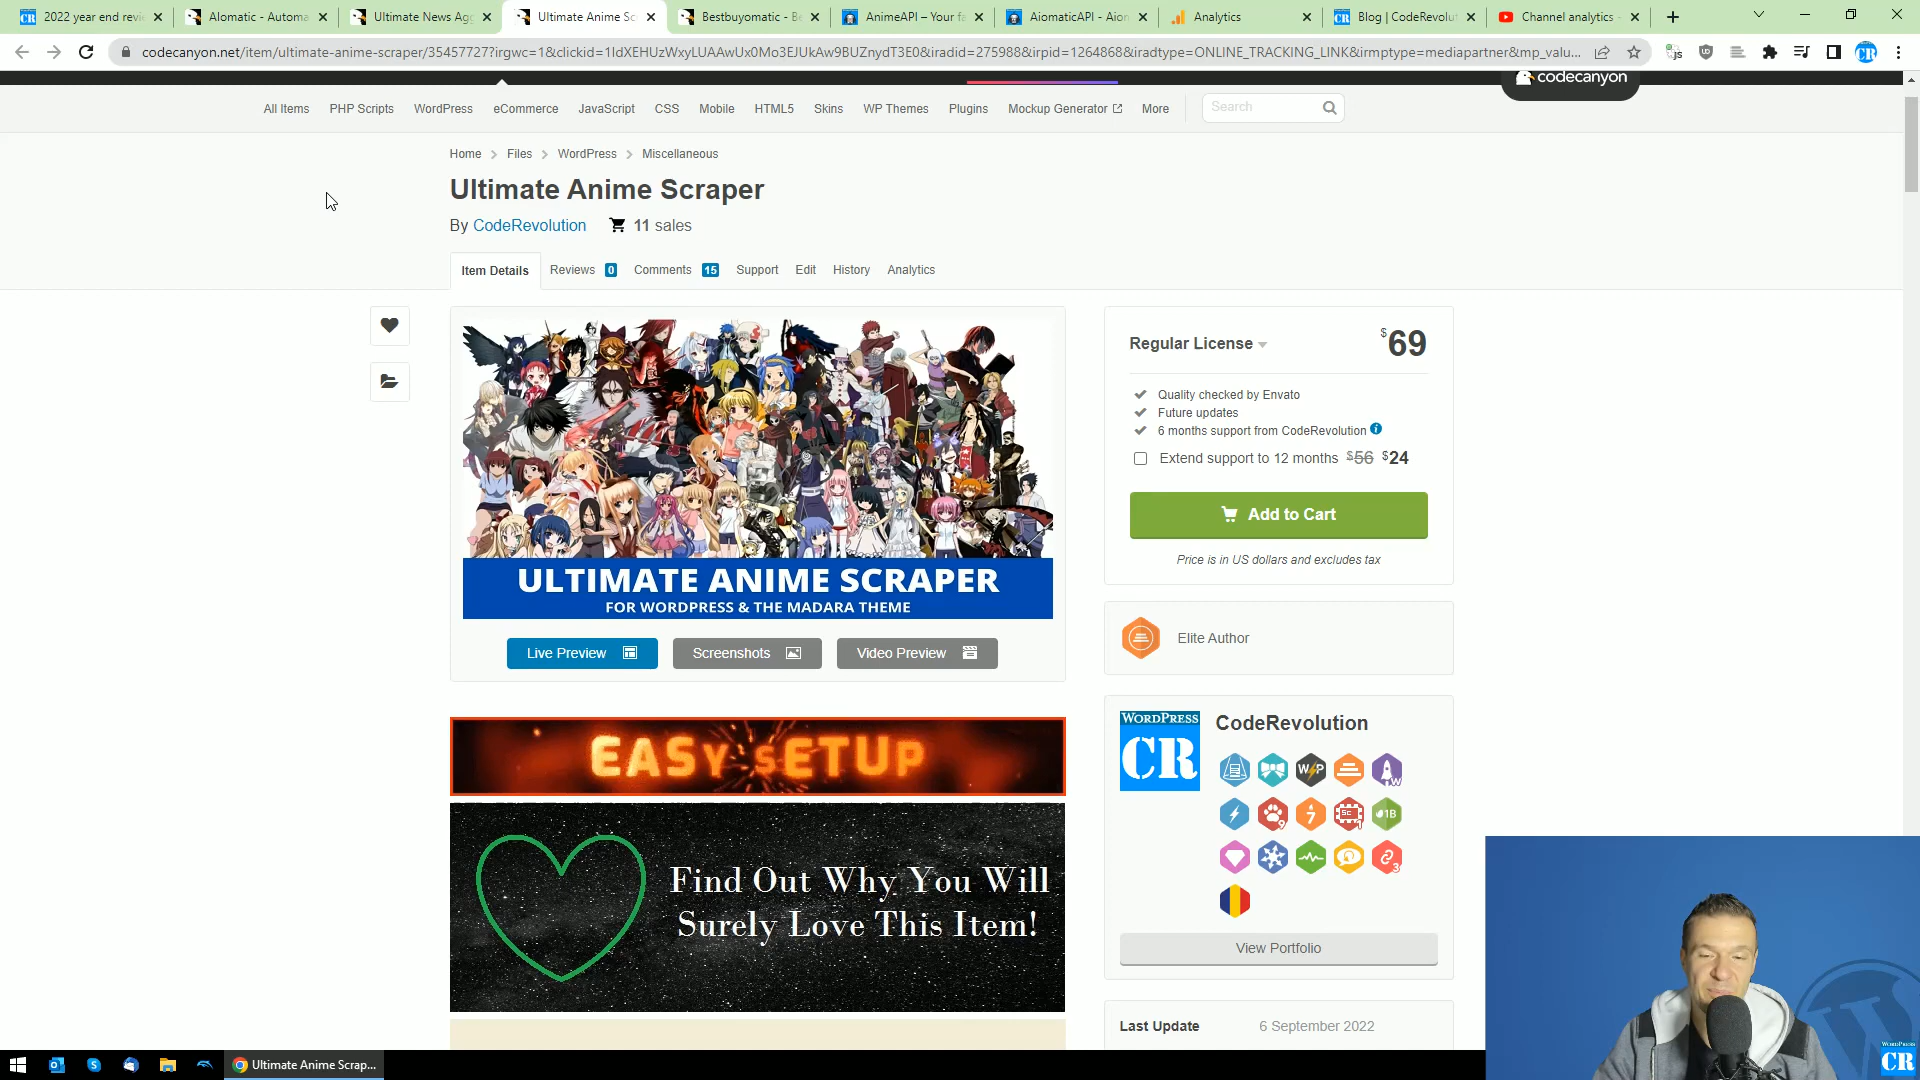 2022 year end revie
AIomatic - Automa
Ultimate News Agg
Ultimate Anime Sc
Bestbuyomatic - Be
AnimeAPI – Your fa
AiomaticAPI - Aion
Analytics
Blog | CodeRevolut
Channel analytics -
codecanyon.net/item/ultimate-anime-scraper/35457727?irgwc=1&clickid=1IdXEHUzWxyLUAAwUx0Mo3EJUkAw9BUZnydT3E0&iradid=275988&irpid=1264868&iradtype=ONLINE_TRACKING_LINK&irmptype=mediapartner&mp_valu...
codecanyon
All Items PHP Scripts WordPress eCommerce JavaScript CSS Mobile HTML5 Skins WP Themes Plugins Mockup Generator More Search
Home > Files > WordPress > Miscellaneous
Ultimate Anime Scraper
By CodeRevolution 11 sales
Item Details Reviews 0 Comments 15 Support Edit History Analytics
ULTIMATE ANIME SCRAPER
FOR WORDPRESS & THE MADARA THEME
Live Preview Screenshots Video Preview
EASy sETUP
Find Out Why You Will
Surely Love This Item!
Regular License $69
Quality checked by Envato
Future updates
6 months support from CodeRevolution
Extend support to 12 months $56 $24
Add to Cart
Price is in US dollars and excludes tax
Elite Author
WORDPRESS
CR
CodeRevolution
View Portfolio
Last Update 6 September 2022
Ultimate Anime Scrap...
WORDPRESS
CR